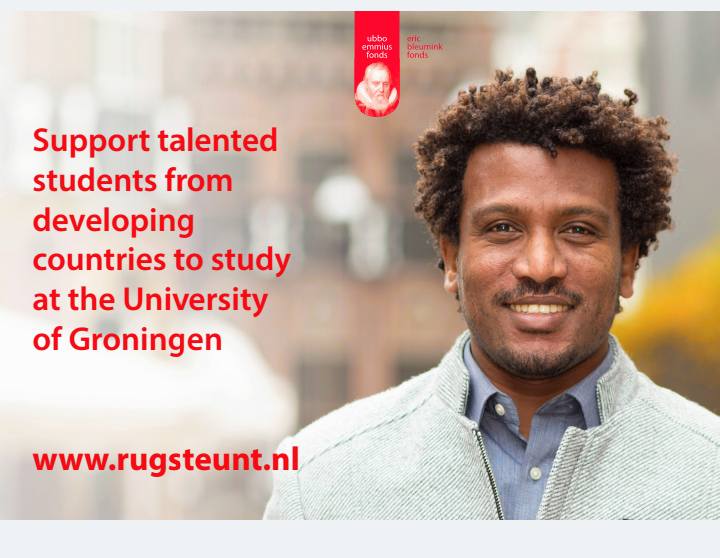 ubbo
emmius
fonds
eric
bleumink
fonds
Support talented
students from
developing
countries to study
at the University
of Groningen
www.rugsteunt.nl